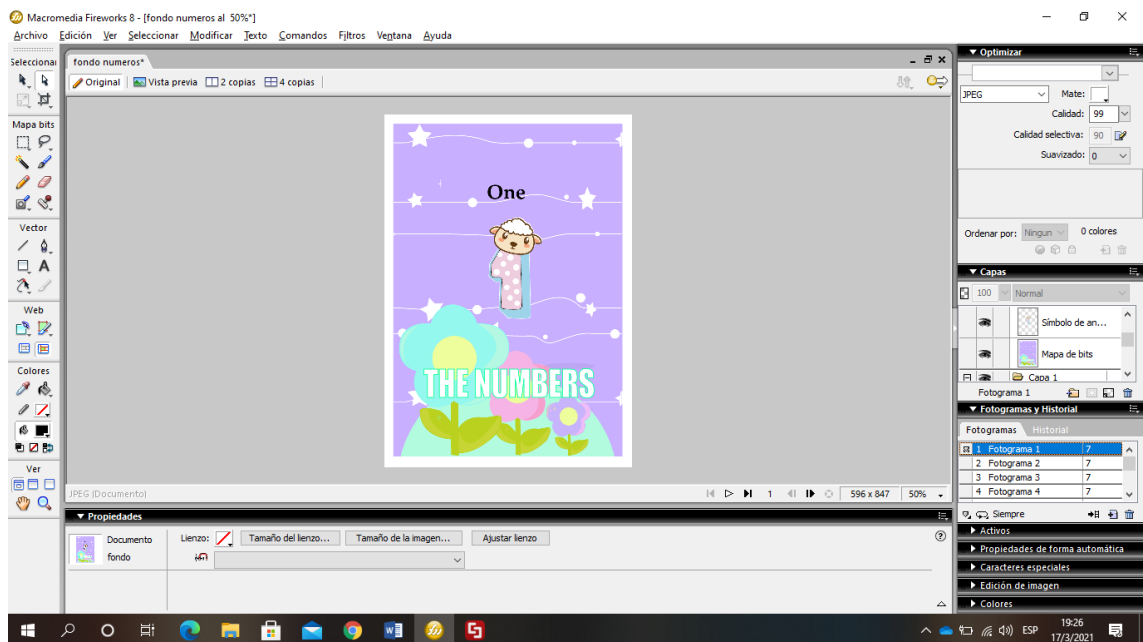 Macromedia Fireworks 8 - [fondo numeros al 50%*]
Archivo Edición Ver Seleccionar Modificar Texto Comandos Filtros Ventana Ayuda
Seleccionar
Mapa bits
Vector
Web
Colores
Ver
fondo numeros*
Original Vista previa 2 copias 4 copias
One
1
THE NUMBERS
JPEG (Documento)
1 596 x 847 50%
Propiedades
Documento
fondo
Lienzo: Tamaño del lienzo... Tamaño de la imagen... Ajustar lienzo
Optimizar
JPEG Mate:
Calidad: 99
Calidad selectiva: 90
Suavizado: 0
Ordenar por: Ningun 0 colores
Capas
100 Normal
Símbolo de an...
Mapa de bits
Capa 1
Fotograma 1
Fotogramas y Historial
Fotogramas Historial
1 Fotograma 1 7
2 Fotograma 2 7
3 Fotograma 3 7
4 Fotograma 4 7
Siempre
Activos
Propiedades de forma automática
Caracteres especiales
Edición de imagen
Colores
ESP
19:26
17/3/2021